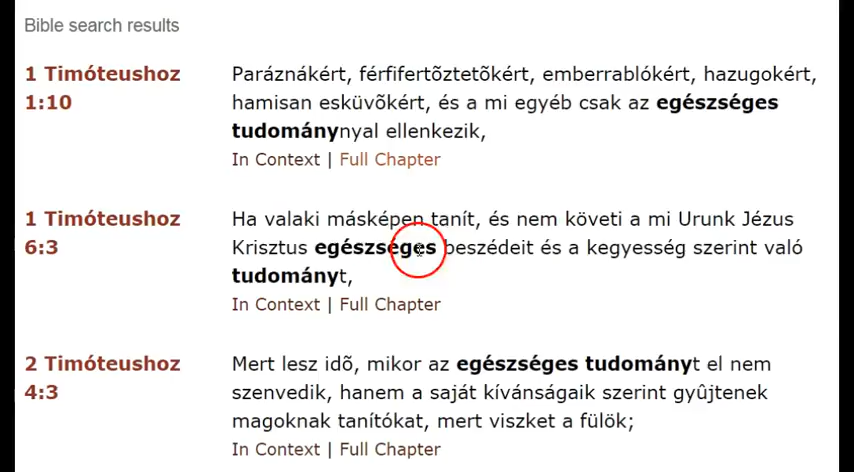 Bible search results
1 Timóteushoz
1:10
Paráznákért, férfifertõztetõkért, emberrablókért, hazugokért,
hamisan esküvõkért, és a mi egyéb csak az egészséges
tudománynyal ellenkezik,
In Context | Full Chapter
1 Timóteushoz
6:3
Ha valaki másképen tanít, és nem követi a mi Urunk Jézus
Krisztus egészséges beszédeit és a kegyesség szerint való
tudományt,
In Context | Full Chapter
2 Timóteushoz
4:3
Mert lesz idõ, mikor az egészséges tudományt el nem
szenvedik, hanem a saját kívánságaik szerint gyûjtenek
magoknak tanítókat, mert viszket a fülök;
In Context | Full Chapter